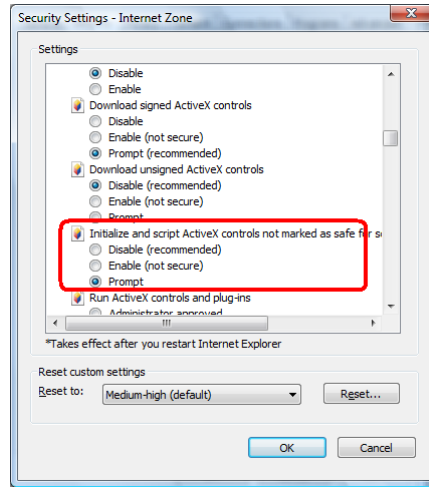 Security Settings - Internet Zone
Settings
Disable
Enable
Download signed ActiveX controls
Disable
Enable (not secure)
Prompt (recommended)
Download unsigned ActiveX controls
Disable (recommended)
Enable (not secure)
Prompt
Initialize and script ActiveX controls not marked as safe for s
Disable (recommended)
Enable (not secure)
Prompt
Run ActiveX controls and plug-ins
Administrator approved
*Takes effect after you restart Internet Explorer
Reset custom settings
Reset to: Medium-high (default) Reset...
OK Cancel